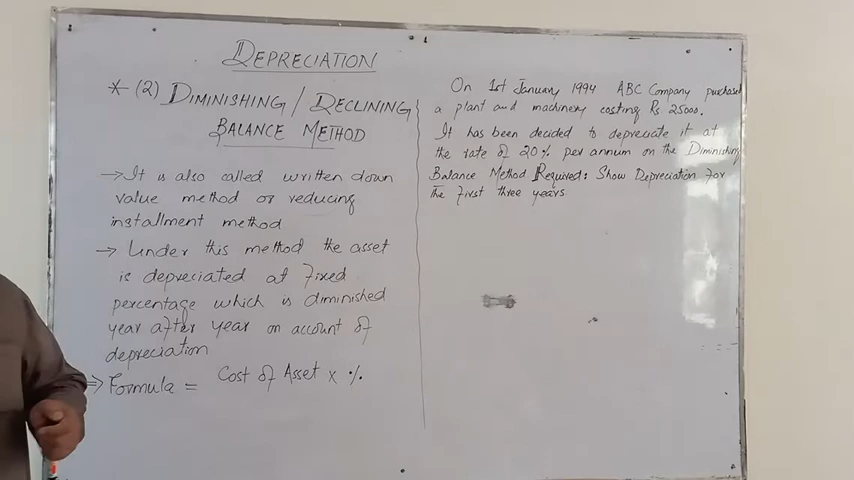 DEPRECIATION
* (2) DIMINISHING / DECLINING
BALANCE METHOD
→ It is also called written down
value method or reducing
installment method
→ Under this method the asset
is depreciated at fixed
percentage which is diminished
year after year on account of
depreciation
⇒ Formula = Cost of Asset x %
On 1st January 1994 ABC Company purchased
a plant and machinery costing Rs 25000.
It has been decided to depreciate it at
the rate of 20% per annum on the Diminishing
Balance Method Required: Show Depreciation For
The First three years